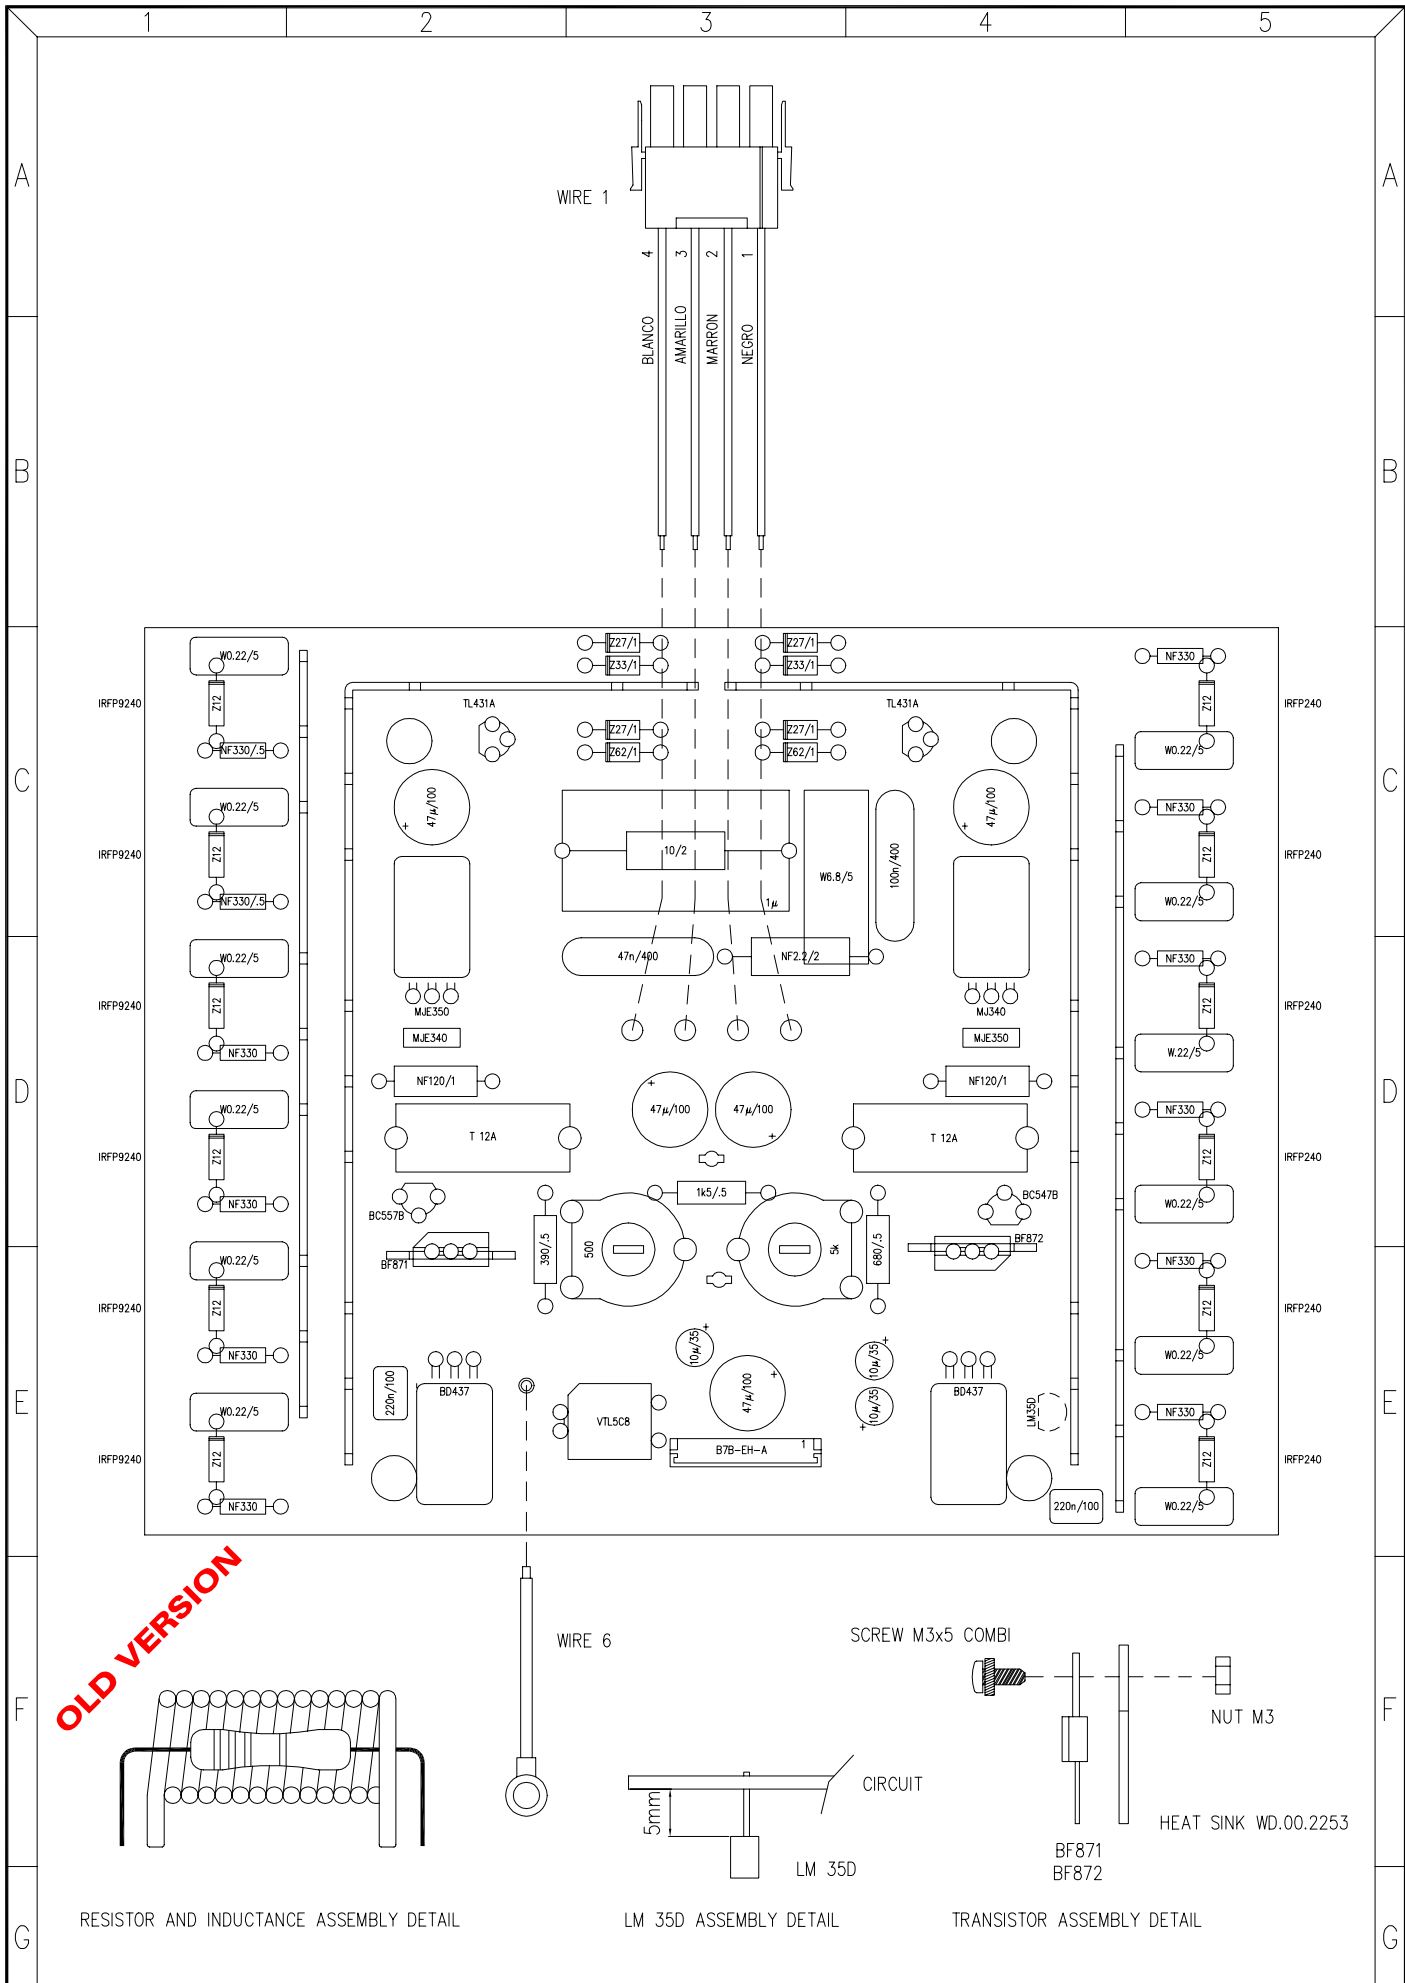 1 2 3 4 5
A A
WIRE 1
4 3 2 1
BLANCO AMARILLO MARRON NEGRO
B B
W0.22/5 Z27/1 Z27/1 NF330
Z33/1 Z33/1
IRFP9240 Z12 TL431A TL431A Z12 IRFP240
NF330/.5 Z27/1 Z27/1 W0.22/5
Z62/1 Z62/1
C C
W0.22/5 47µ/100 + 47µ/100 + NF330
IRFP9240 Z12 10/2 W6.8/5 100n/400 Z12 IRFP240
NF330/.5 1µ W0.22/5
W0.22/5 47n/400 NF2.2/2 NF330
IRFP9240 Z12 MJE350 MJ340 Z12 IRFP240
MJE340 MJE350
NF330 W.22/5
D D
NF120/1 + NF120/1
W0.22/5 47µ/100 47µ/100 + NF330
T 12A T 12A
IRFP9240 Z12 Z12 IRFP240
NF330 1k5/.5 W0.22/5
BC557B BC547B
BF871 390/.5 500 5k 680/.5 BF872
W0.22/5 NF330
IRFP9240 Z12 Z12 IRFP240
NF330 10µ/35 + 10µ/35 + W0.22/5
E E
W0.22/5 220n/100 BD437 VTL5C8 47µ/100 + 10µ/35 + BD437 LM35D NF330
B7B-EH-A 1
IRFP9240 Z12 Z12 IRFP240
NF330 220n/100 W0.22/5
OLD VERSION
WIRE 6
SCREW M3x5 COMBI
F F
NUT M3
CIRCUIT
5mm
HEAT SINK WD.00.2253
BF871
BF872
LM 35D
RESISTOR AND INDUCTANCE ASSEMBLY DETAIL
LM 35D ASSEMBLY DETAIL
TRANSISTOR ASSEMBLY DETAIL
G G